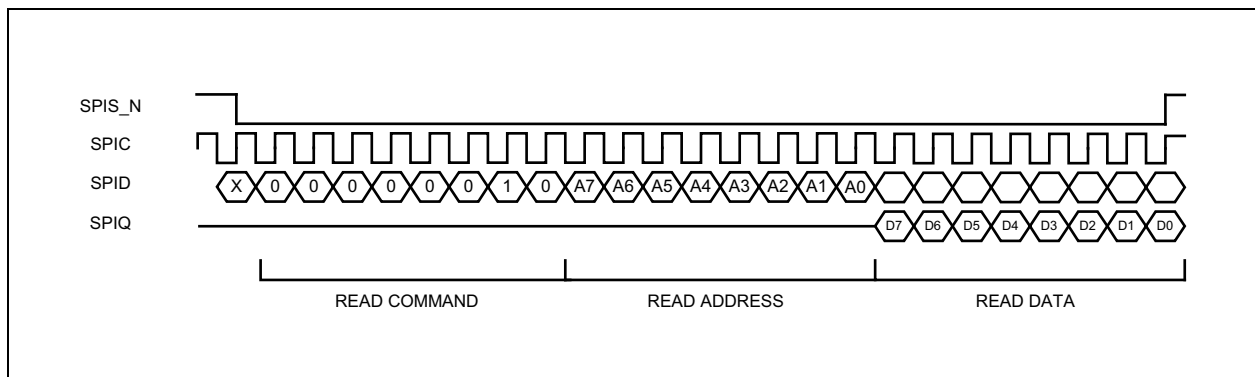 SPIS_N
SPIC
SPID X 0 0 0 0 0 0 1 0 A7 A6 A5 A4 A3 A2 A1 A0
SPIQ D7 D6 D5 D4 D3 D2 D1 D0
READ COMMAND READ ADDRESS READ DATA